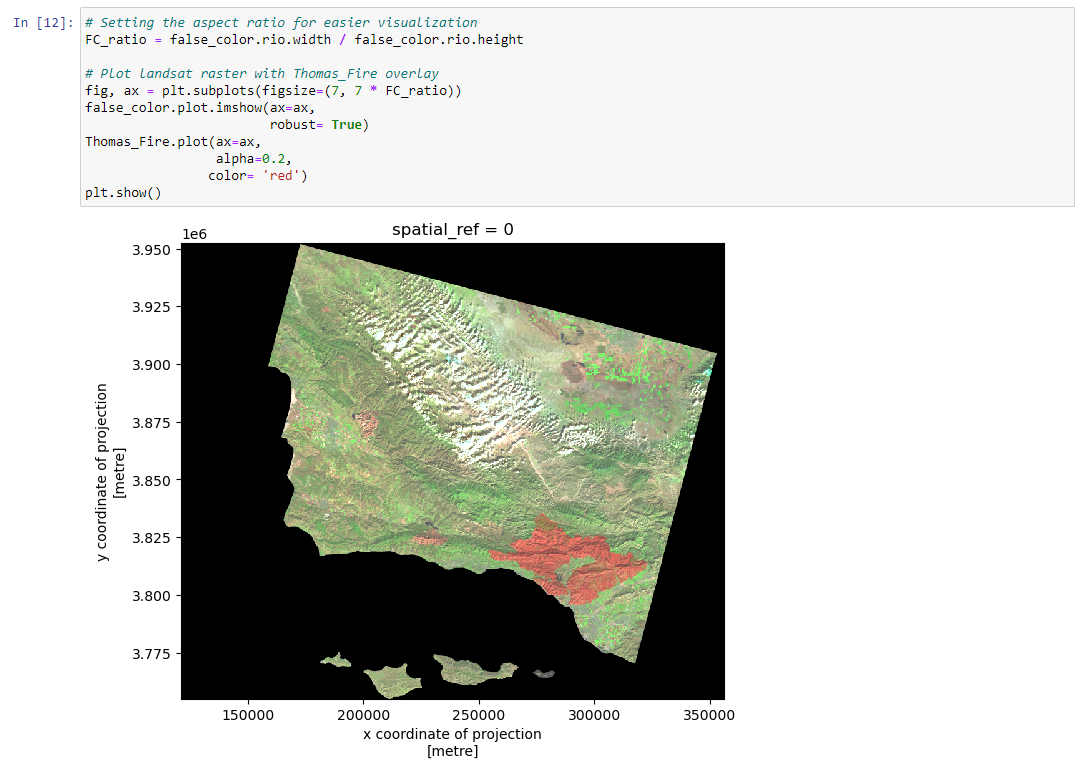 In [12]:
# Setting the aspect ratio for easier visualization
FC_ratio = false_color.rio.width / false_color.rio.height
# Plot landsat raster with Thomas_Fire overlay
fig, ax = plt.subplots(figsize=(7, 7 * FC_ratio))
false_color.plot.imshow(ax=ax,
robust= True)
Thomas_Fire.plot(ax=ax,
alpha=0.2,
color= 'red')
plt.show()
spatial_ref = 0
1e6
3.950
3.925
3.900
3.875
3.850
3.825
3.800
3.775
y coordinate of projection
[metre]
150000 200000 250000 300000 350000
x coordinate of projection
[metre]